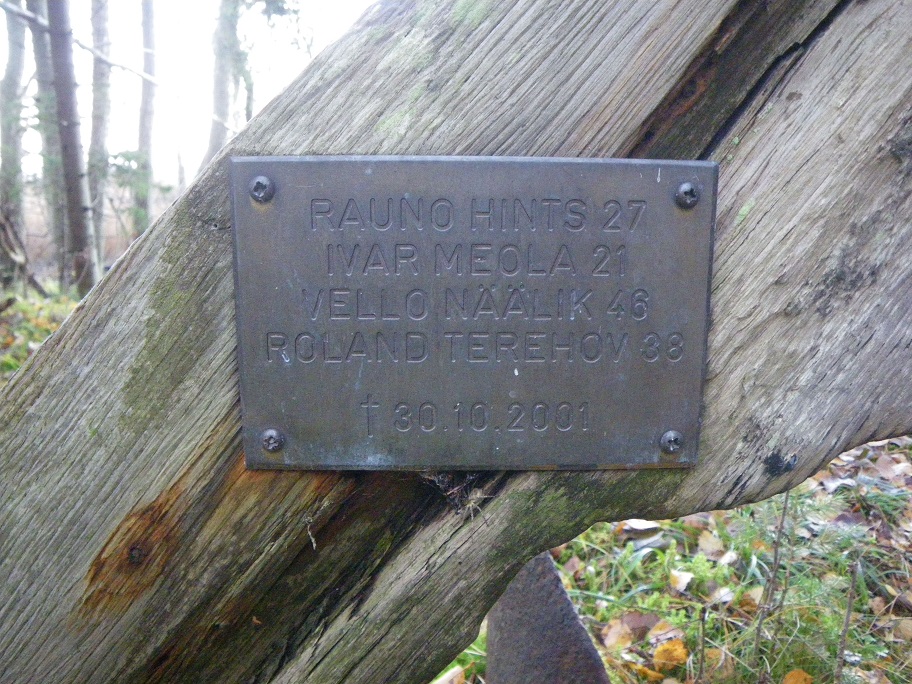 RAUNO HINTS 27
IVAR MEOLA 21
VELLO NÄÄLIK 46
ROLAND TEREHOV 38
† 30.10.2001